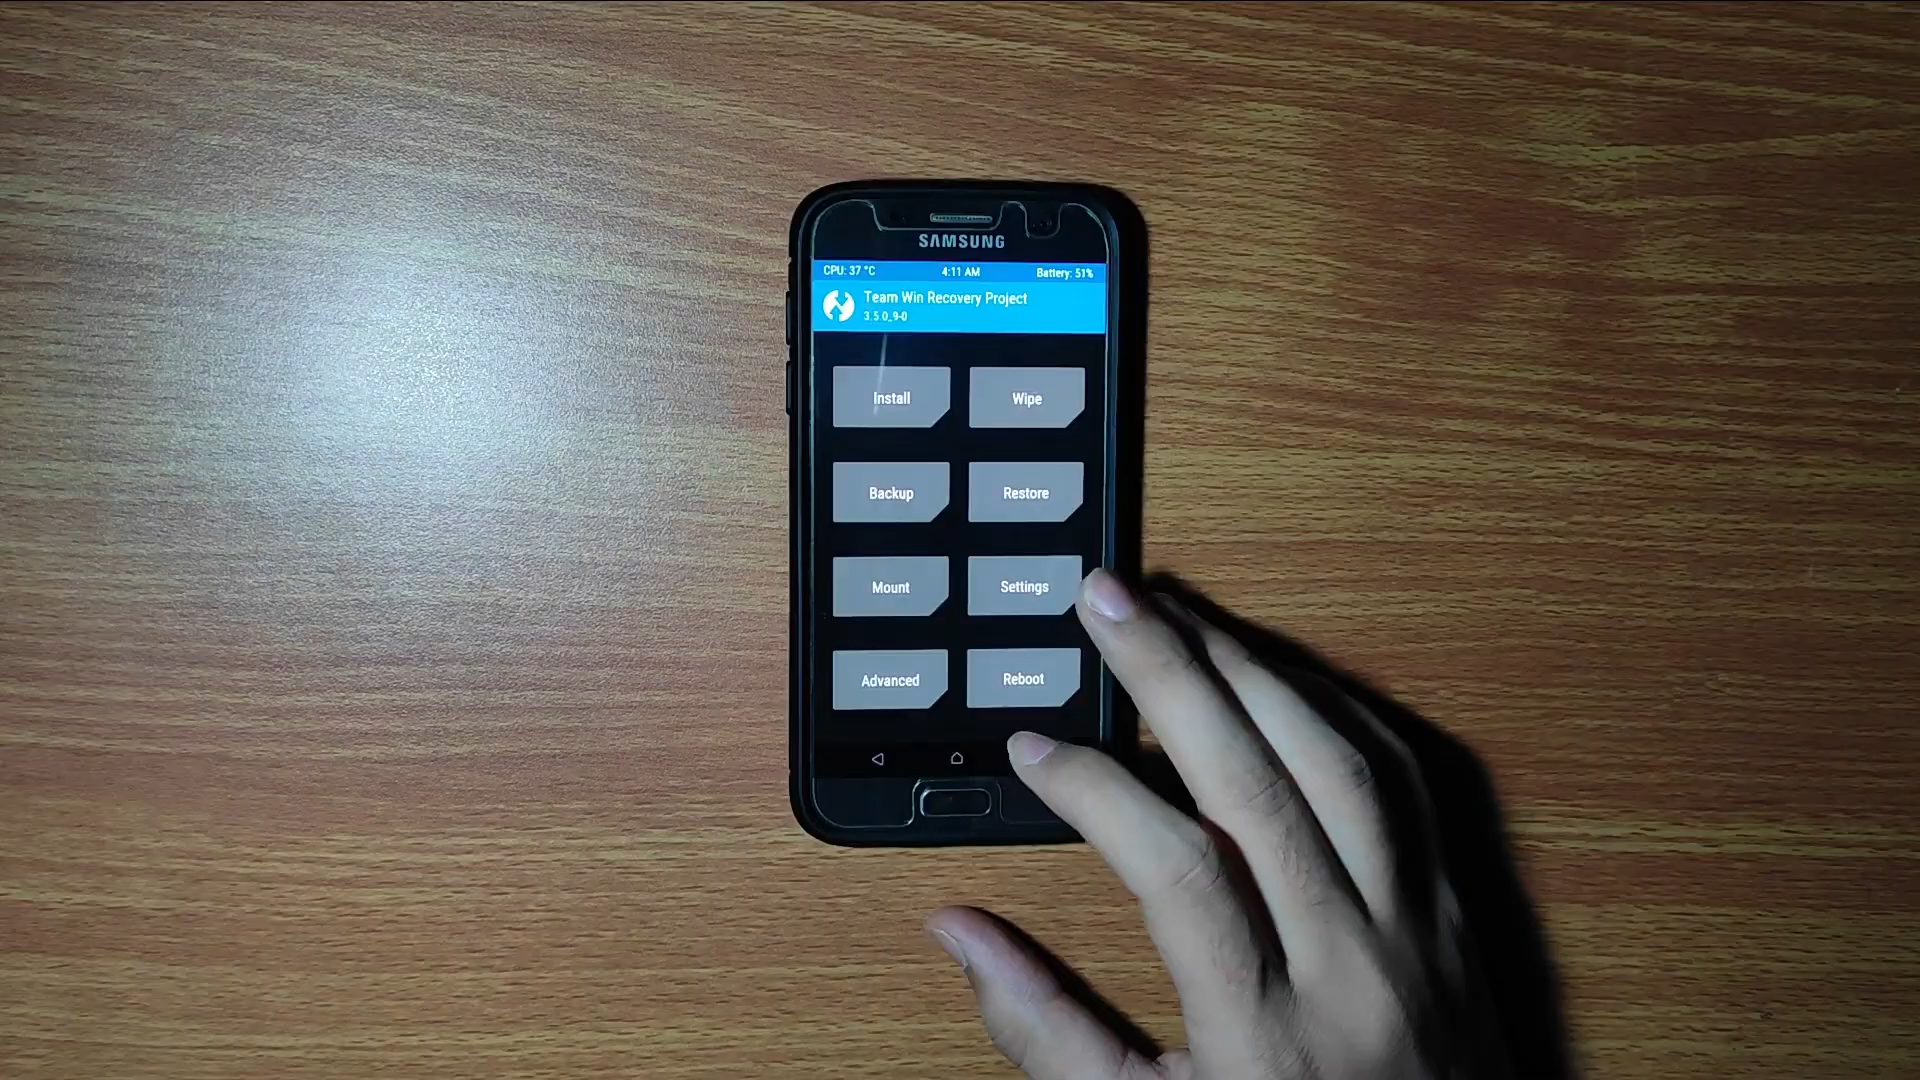 SAMSUNG
CPU: 37 °C 4:11 AM Battery: 51%
Team Win Recovery Project
3.5.0_9-0
Install Wipe
Backup Restore
Mount Settings
Advanced Reboot